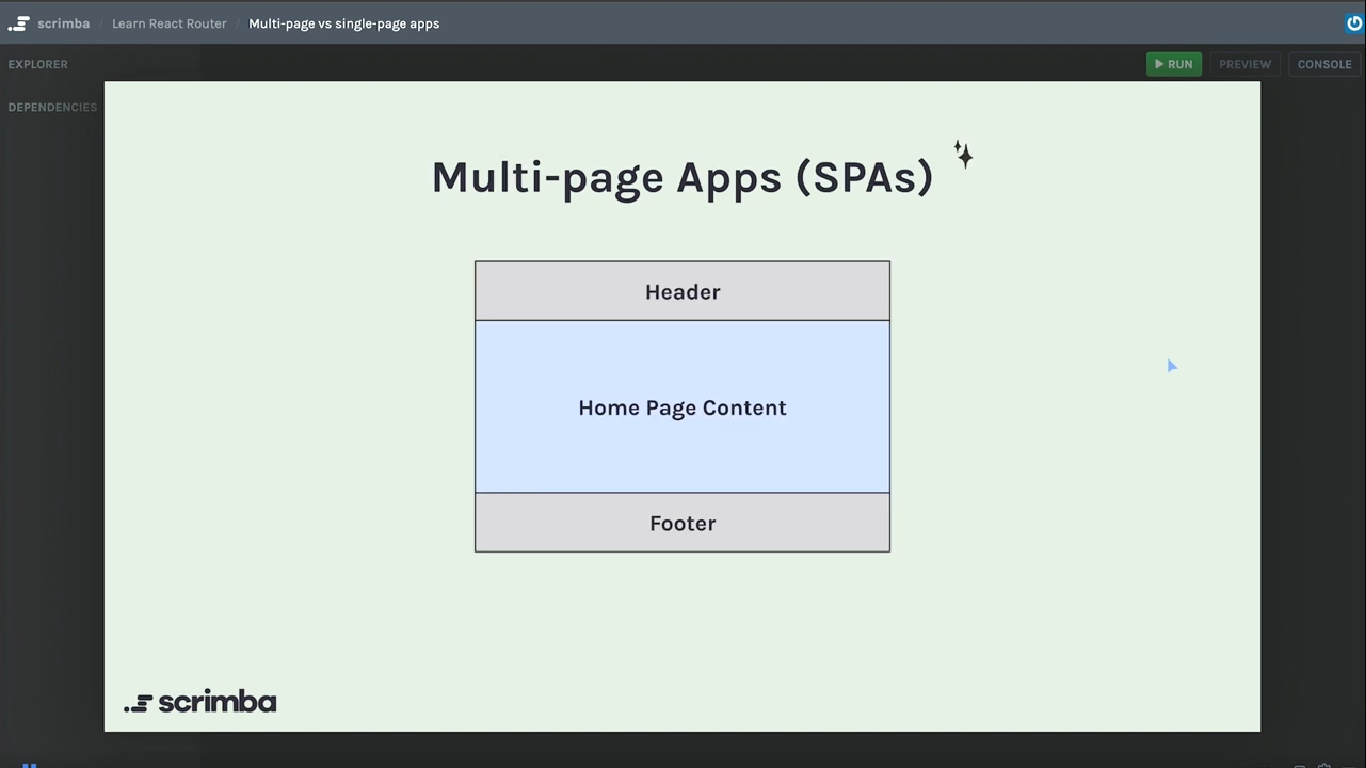 scrimba / Learn React Router / Multi-page vs single-page apps
EXPLORER
RUN
PREVIEW
CONSOLE
DEPENDENCIES
Multi-page Apps (SPAs)
Header
Home Page Content
Footer
scrimba